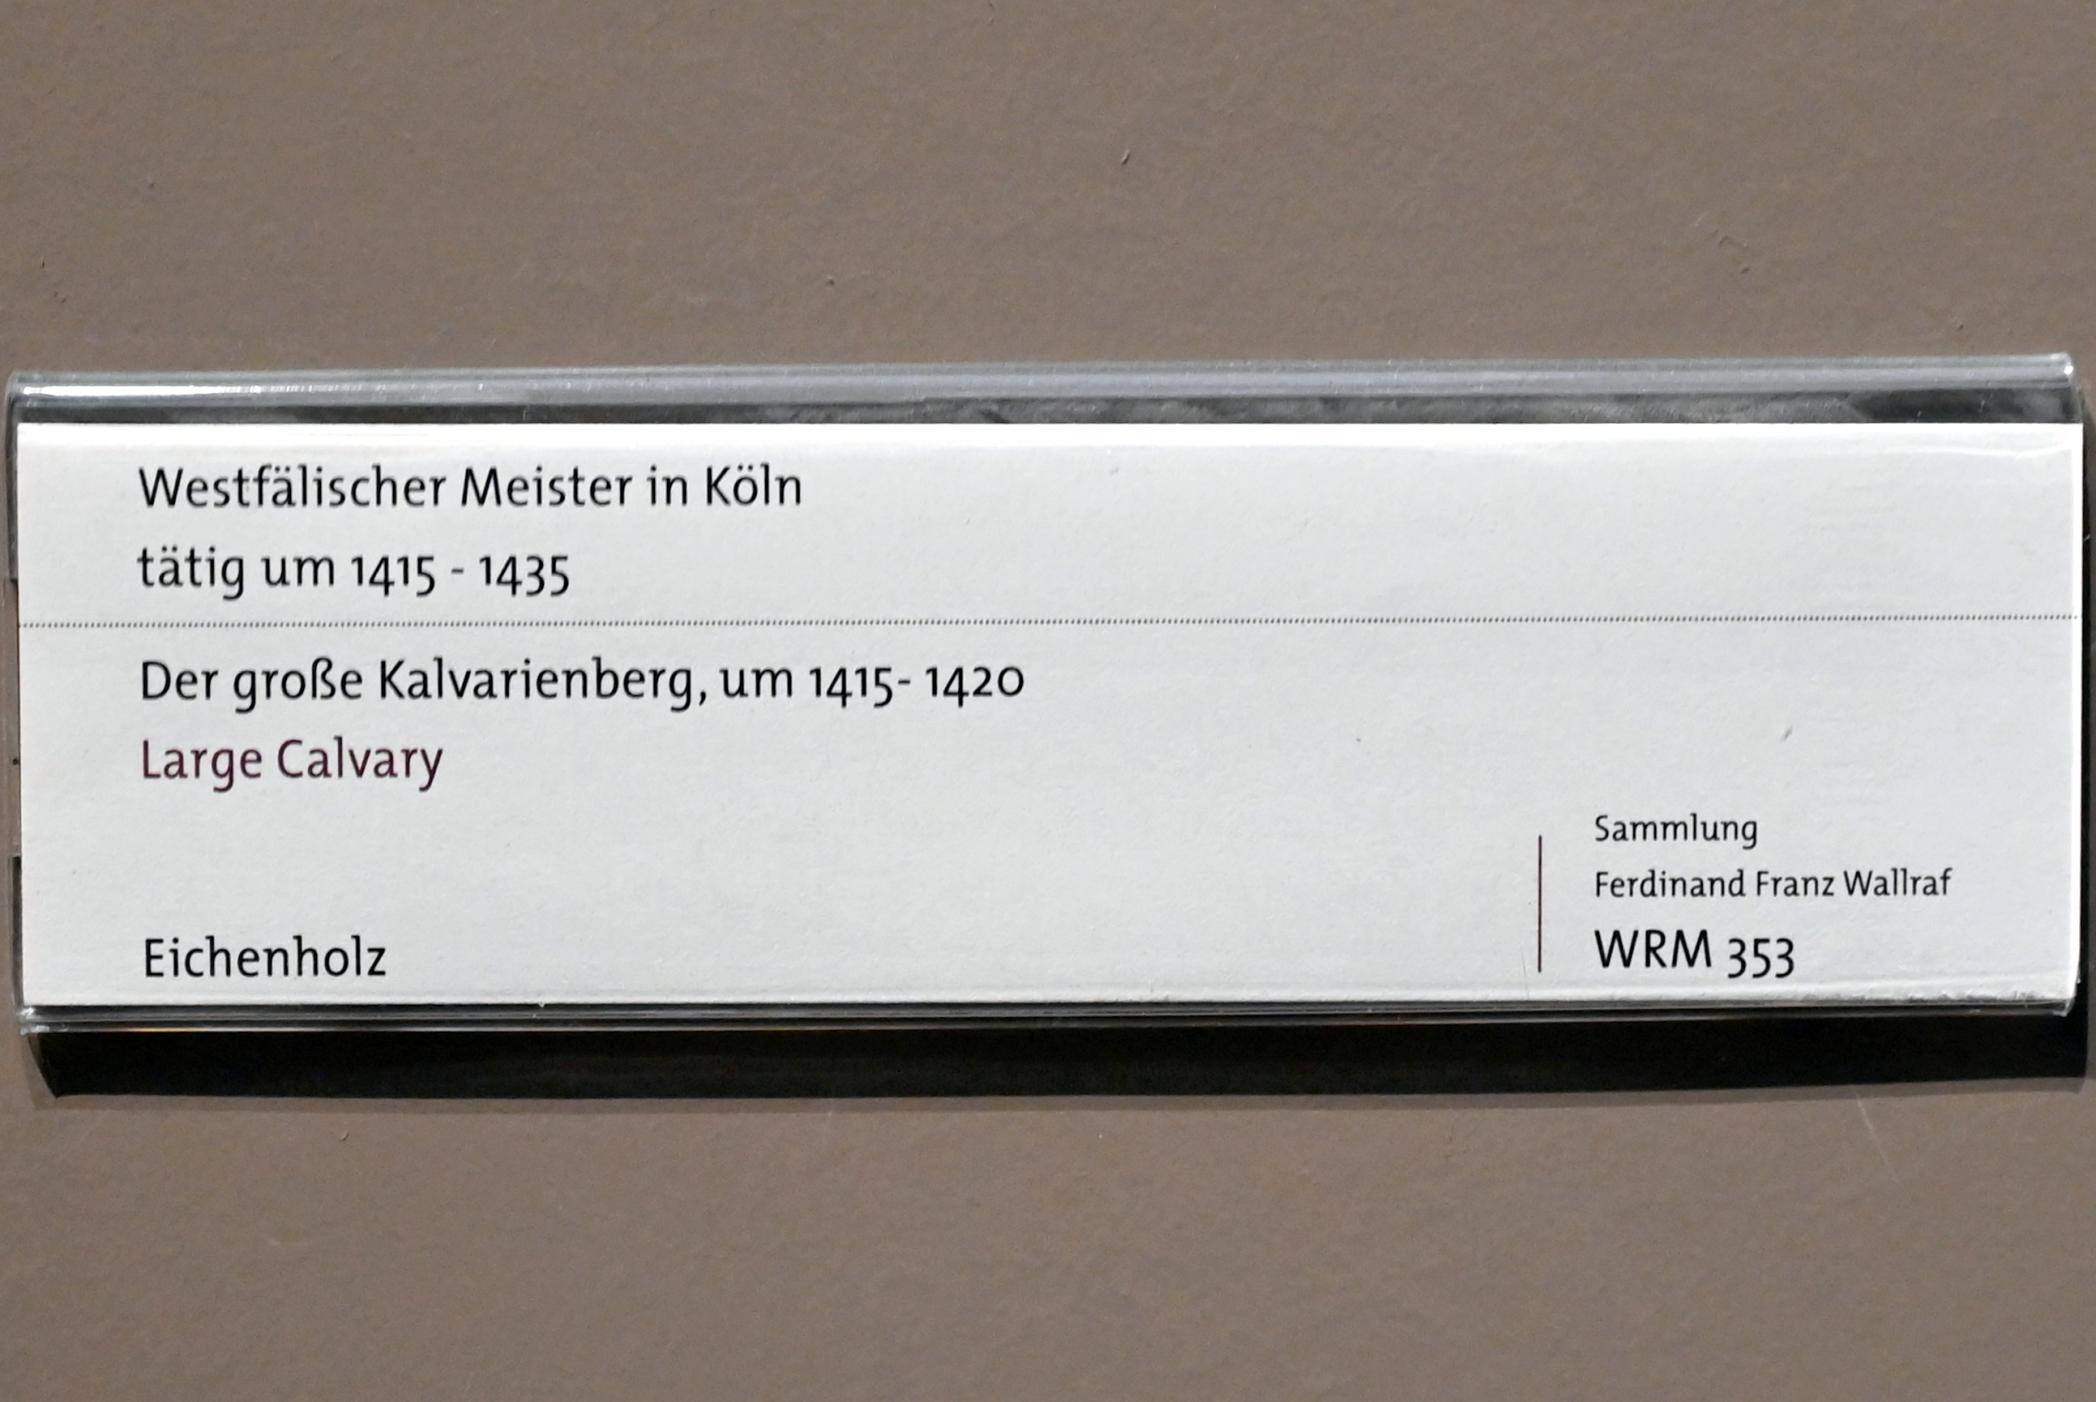 Westfälischer Meister in Köln
tätig um 1415 - 1435
Der große Kalvarienberg, um 1415- 1420
Large Calvary
Eichenholz
Sammlung
Ferdinand Franz Wallraf
WRM 353